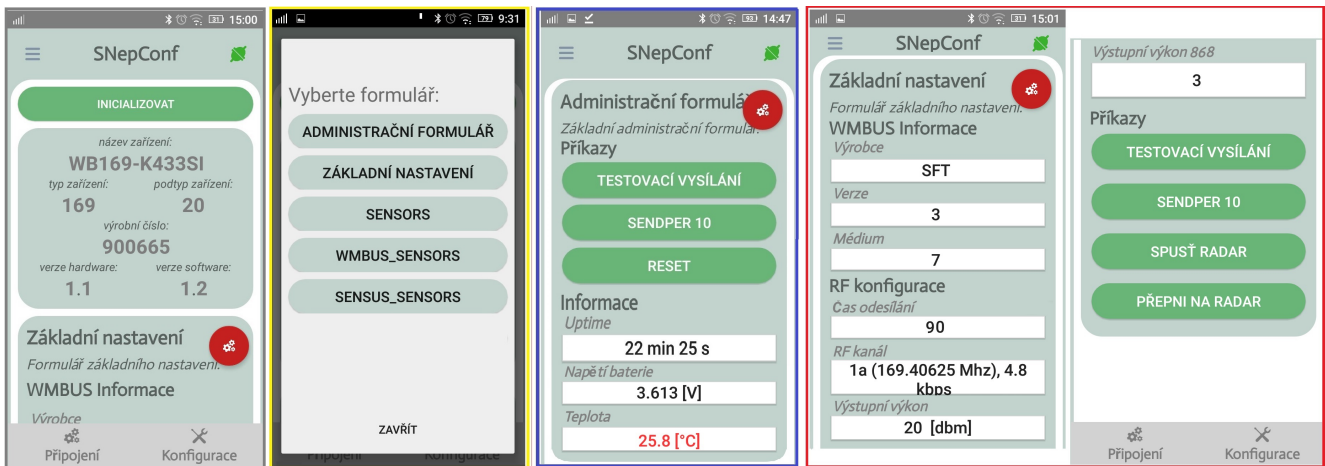 31 15:00
SNepConf
INICIALIZOVAT
název zařízení:
WB169-K433SI
typ zařízení: podtyp zařízení:
169 20
výrobní číslo:
900665
verze hardware: verze software:
1.1 1.2
Základní nastavení
Formulář základního nastavení.
WMBUS Informace
Výrobce
Připojení Konfigurace
79 9:31
Vyberte formulář:
ADMINISTRAČNÍ FORMULÁŘ
ZÁKLADNÍ NASTAVENÍ
SENSORS
WMBUS_SENSORS
SENSUS_SENSORS
ZAVŘÍT
Připojení Konfigurace
93 14:47
SNepConf
Administrační formulář
Základní administrační formulář.
Příkazy
TESTOVACÍ VYSÍLÁNÍ
SENDPER 10
RESET
Informace
Uptime
22 min 25 s
Napětí baterie
3.613 [V]
Teplota
25.8 [°C]
31 15:01
SNepConf
Základní nastavení
Formulář základního nastavení.
WMBUS Informace
Výrobce
SFT
Verze
3
Médium
7
RF konfigurace
Čas odesílání
90
RF kanál
1a (169.40625 Mhz), 4.8
kbps
Výstupní výkon
20 [dbm]
Výstupní výkon 868
3
Příkazy
TESTOVACÍ VYSÍLÁNÍ
SENDPER 10
SPUSŤ RADAR
PŘEPNI NA RADAR
Připojení Konfigurace